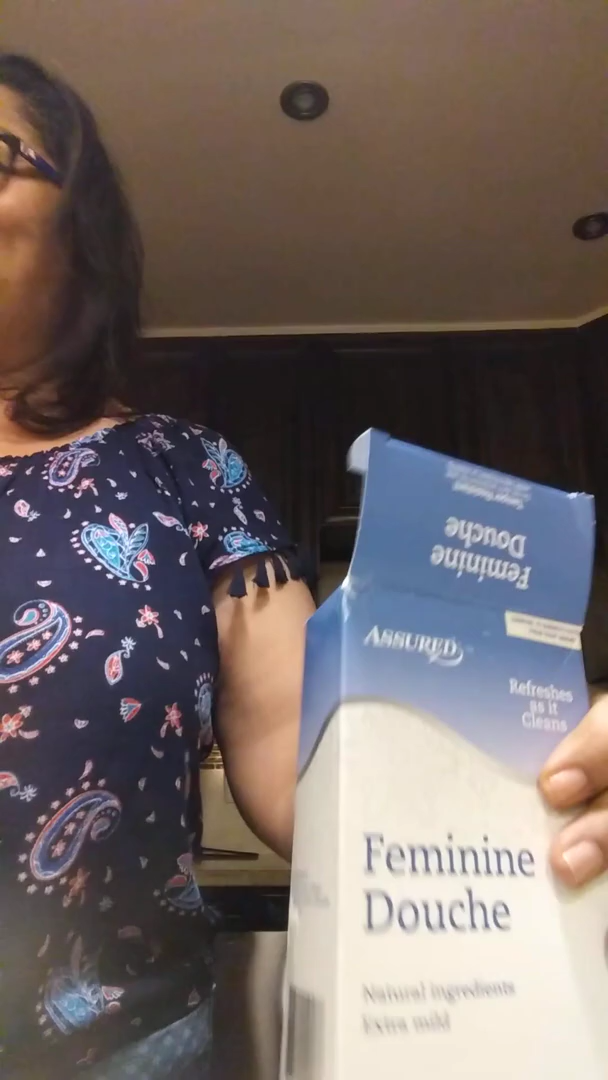 Feminine
Douche
ASSURED
Refreshes
as it
Cleans
Feminine
Douche
Natural ingredients
Extra mild